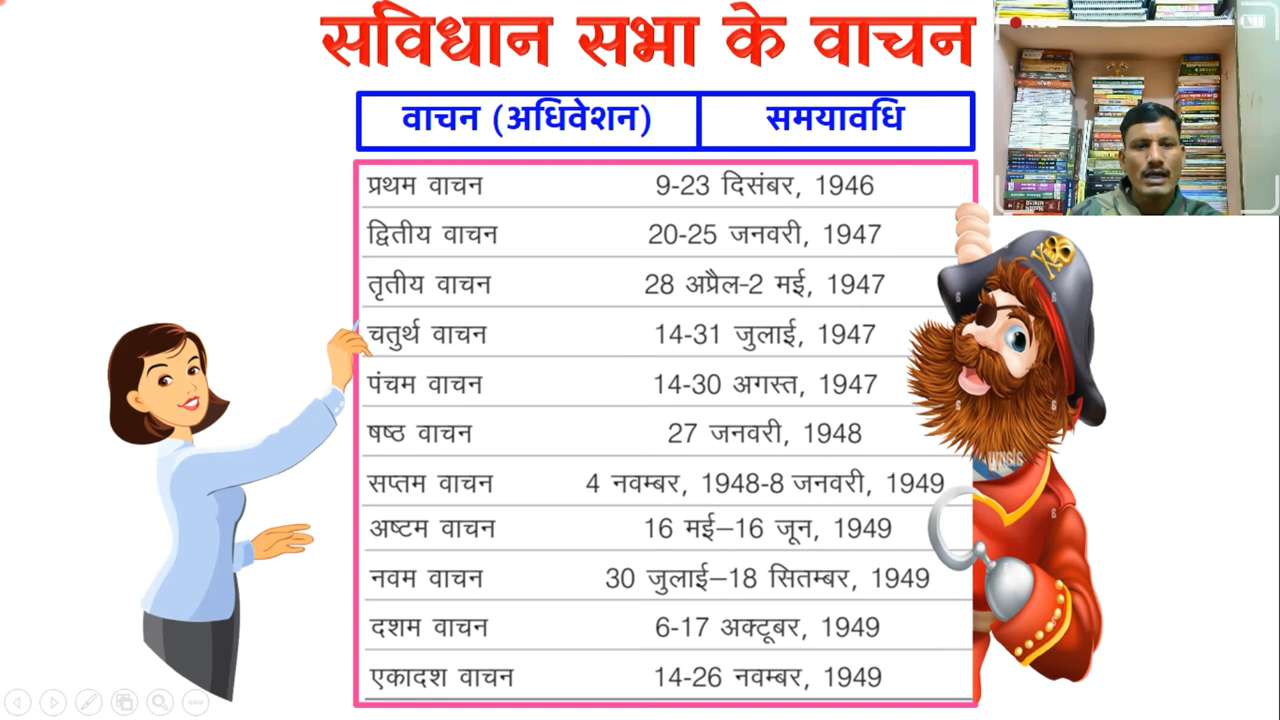 सविधान सभा के वाचन
वाचन (अधिवेशन) समयावधि
प्रथम वाचन 9-23 दिसबर, 1946
द्वितीय वाचन 20-25 जनवरी, 1947
तृतीय वाचन 28 अप्रैल-2 मई, 1947
चतुर्थ वाचन 14-31 जुलाई, 1947
पंचम वाचन 14-30 अगस्त, 1947
षष्ठ वाचन 27 जनवरी, 1948
सप्तम वाचन 4 नवम्बर, 1948-8 जनवरी, 1949
अष्टम वाचन 16 मई–16 जून, 1949
नवम वाचन 30 जुलाई–18 सितम्बर, 1949
दशम वाचन 6-17 अक्टूबर, 1949
एकादश वाचन 14-26 नवम्बर, 1949